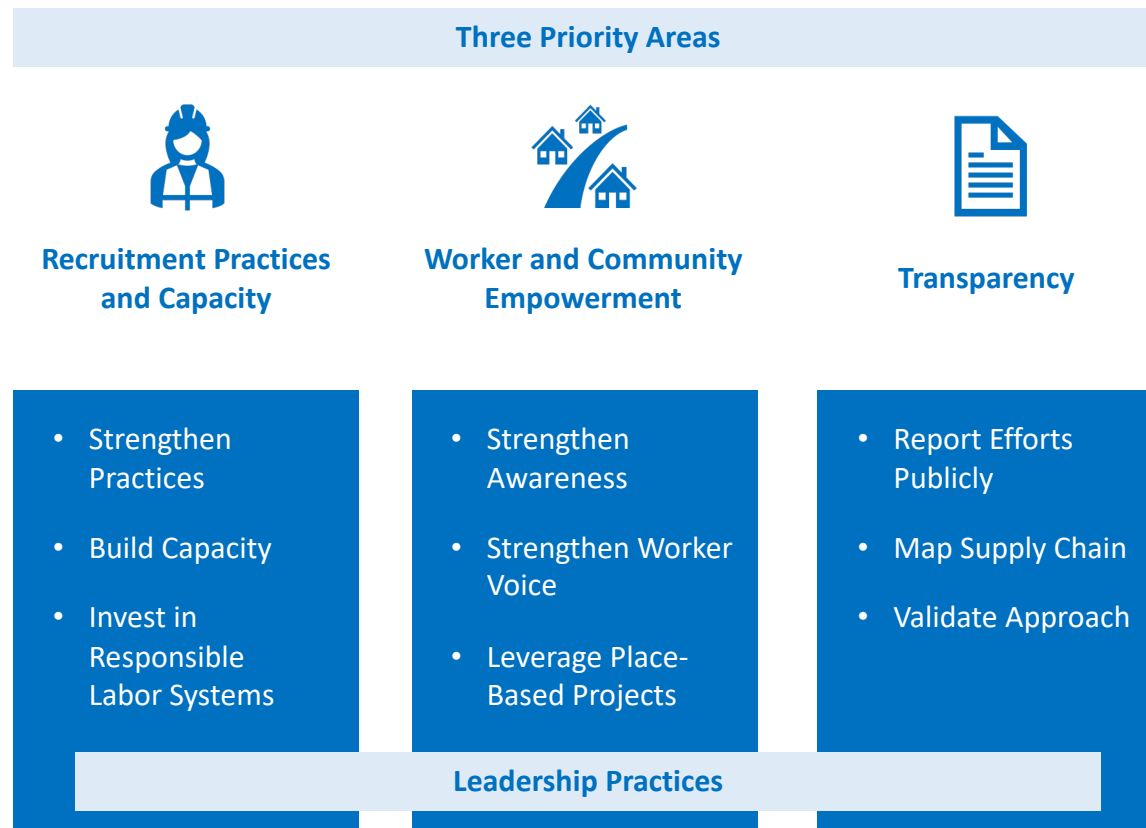 Three Priority Areas
Recruitment Practices
and Capacity
Worker and Community
Empowerment
Transparency
• Strengthen
Practices
• Build Capacity
• Invest in
Responsible
Labor Systems
• Strengthen
Awareness
• Strengthen Worker
Voice
• Leverage Place-
Based Projects
• Report Efforts
Publicly
• Map Supply Chain
• Validate Approach
Leadership Practices